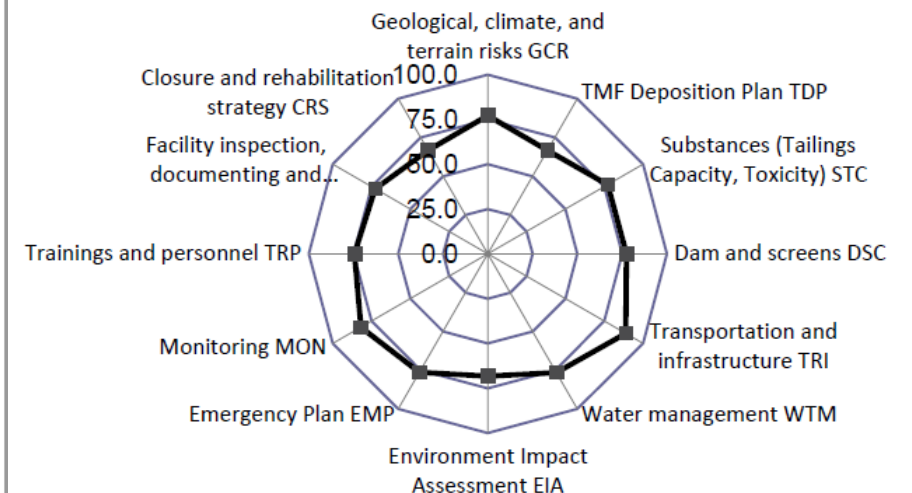 Geological, climate, and
terrain risks GCR
TMF Deposition Plan TDP
Substances (Tailings
Capacity, Toxicity) STC
Dam and screens DSC
Transportation and
infrastructure TRI
Water management WTM
Environment Impact
Assessment EIA
Emergency Plan EMP
Monitoring MON
Trainings and personnel TRP
Facility inspection,
documenting and...
Closure and rehabilitation
strategy CRS
100.0
75.0
50.0
25.0
0.0